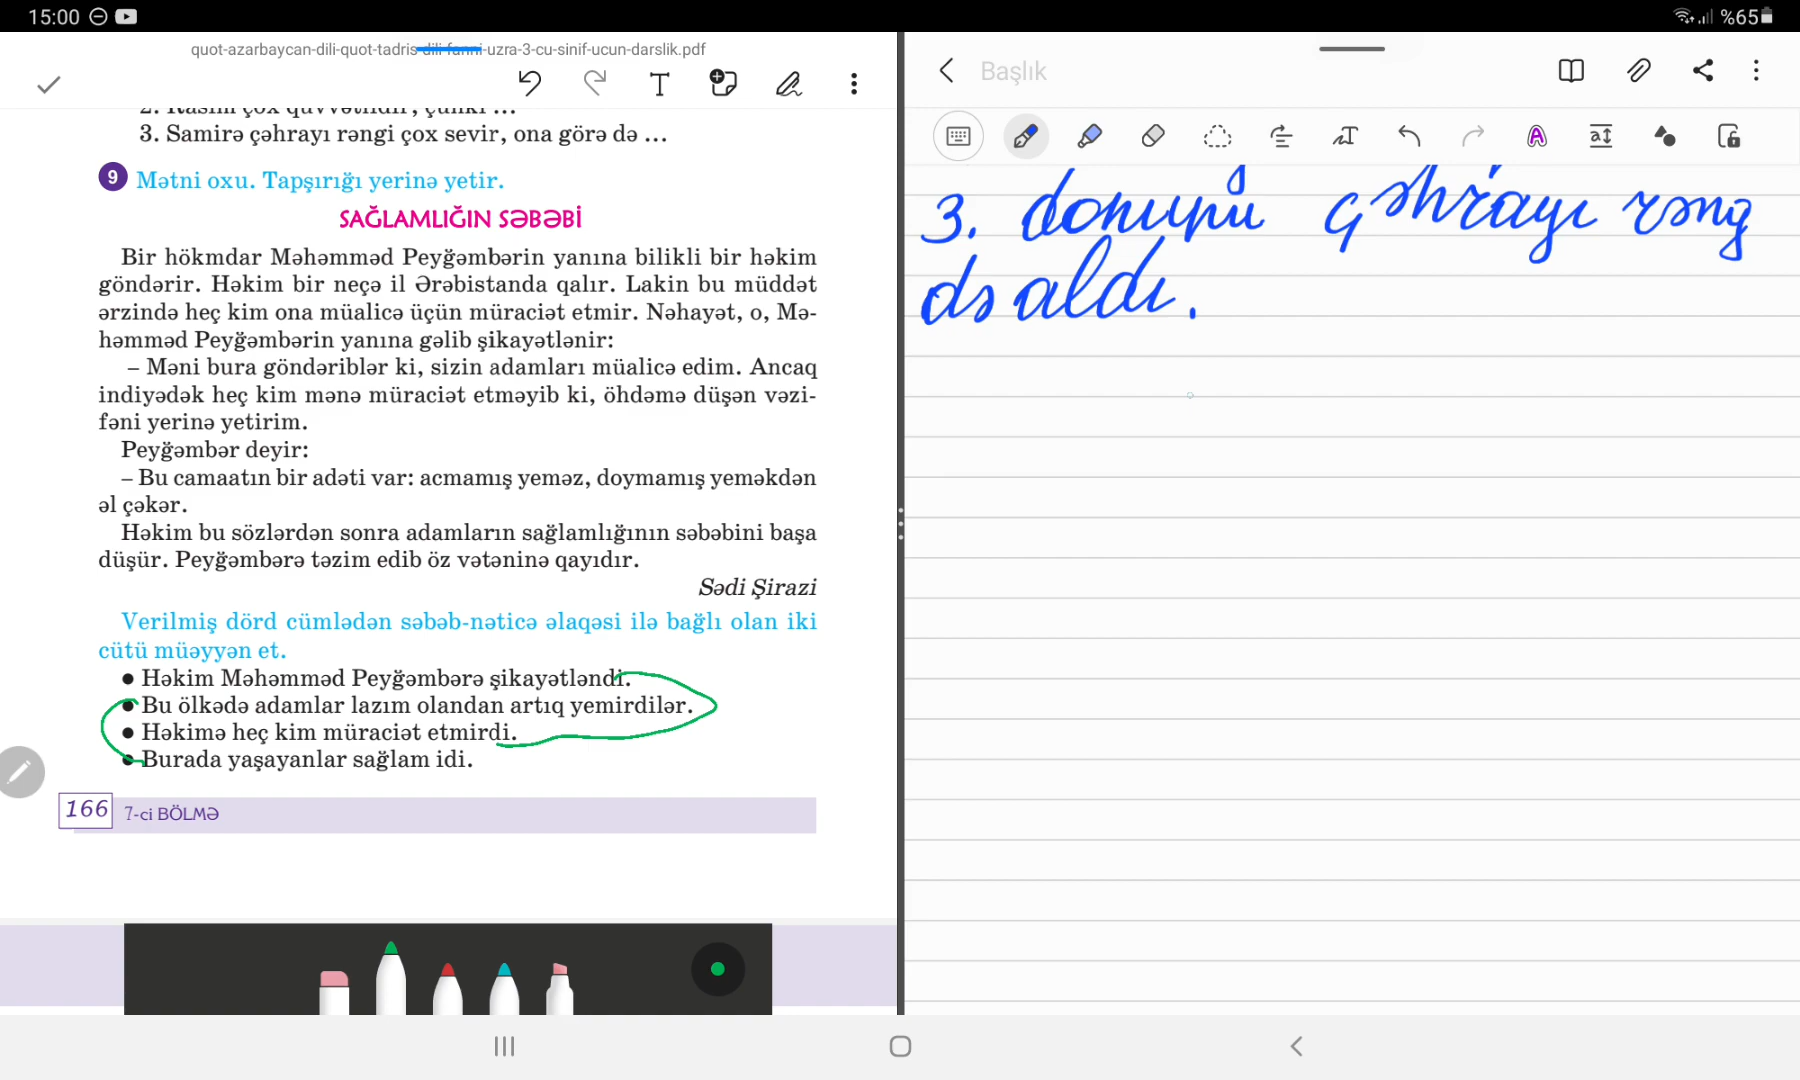 15:00
%65
quot-azarbaycan-dili-quot-tadris-dili-fanni-uzra-3-cu-sinif-ucun-darslik.pdf
2. Rasim çox qüvvətlidir, çünki ...
3. Samirə çəhrayı rəngi çox sevir, ona görə də ...
9 Mətni oxu. Tapşırığı yerinə yetir.
SAĞLAMLIĞIN SƏBƏBİ
Bir hökmdar Məhəmməd Peyğəmbərin yanına bilikli bir həkim
göndərir. Həkim bir neçə il Ərəbistanda qalır. Lakin bu müddət
ərzində heç kim ona müalicə üçün müraciət etmir. Nəhayət, o, Mə-
həmməd Peyğəmbərin yanına gəlib şikayətlənir:
– Məni bura göndəriblər ki, sizin adamları müalicə edim. Ancaq
indiyədək heç kim mənə müraciət etməyib ki, öhdəmə düşən vəzi-
fəni yerinə yetirim.
Peyğəmbər deyir:
– Bu camaatın bir adəti var: acmamış yeməz, doymamış yeməkdən
əl çəkər.
Həkim bu sözlərdən sonra adamların sağlamlığının səbəbini başa
düşür. Peyğəmbərə təzim edib öz vətəninə qayıdır.
Sədi Şirazi
Verilmiş dörd cümlədən səbəb-nəticə əlaqəsi ilə bağlı olan iki
cütü müəyyən et.
● Həkim Məhəmməd Peyğəmbərə şikayətləndi.
● Bu ölkədə adamlar lazım olandan artıq yemirdilər.
● Həkimə heç kim müraciət etmirdi.
● Burada yaşayanlar sağlam idi.
166 7-ci BÖLMƏ
Başlık
3. çəhrayı rəng
də aldı.